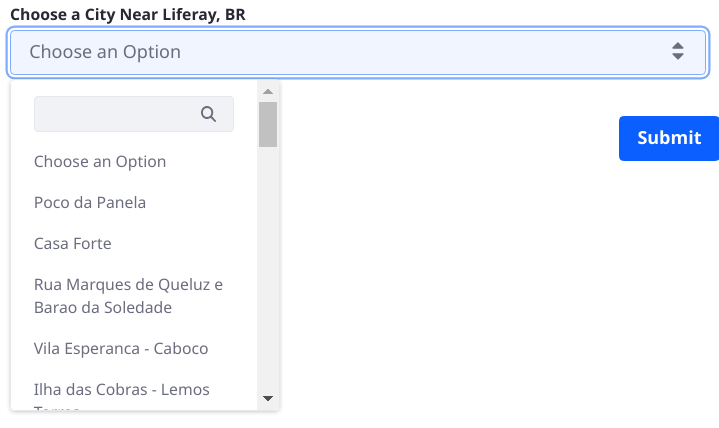 Choose a City Near Liferay, BR
Choose an Option
Submit
Choose an Option
Poco da Panela
Casa Forte
Rua Marques de Queluz e
Barao da Soledade
Vila Esperanca - Caboco
Ilha das Cobras - Lemos